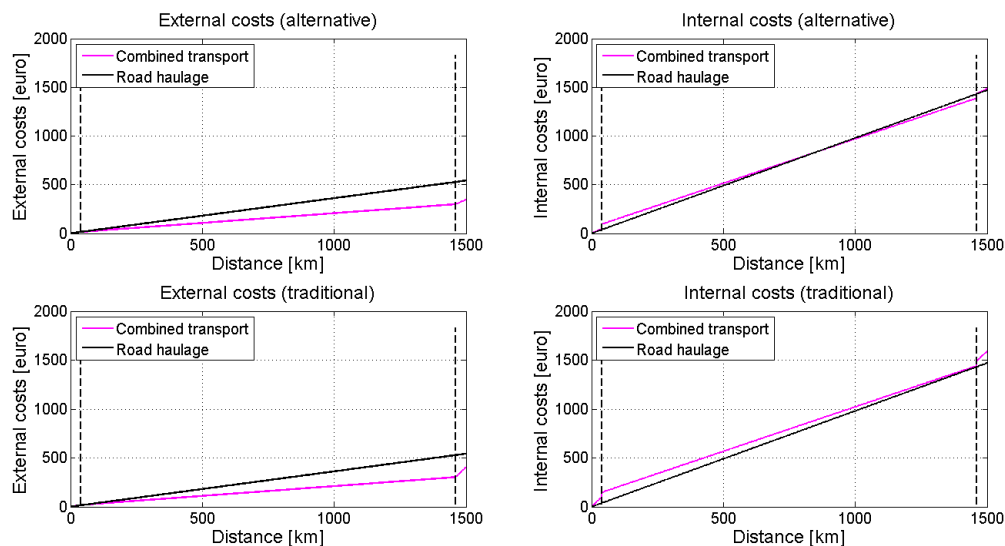 External costs (alternative)
External costs [euro]
2000
1500
1000
500
0
Combined transport
Road haulage
0 500 1000 1500
Distance [km]
Internal costs (alternative)
Internal costs [euro]
2000
1500
1000
500
0
Combined transport
Road haulage
0 500 1000 1500
Distance [km]
External costs (traditional)
External costs [euro]
2000
1500
1000
500
0
Combined transport
Road haulage
0 500 1000 1500
Distance [km]
Internal costs (traditional)
Internal costs [euro]
2000
1500
1000
500
0
Combined transport
Road haulage
0 500 1000 1500
Distance [km]